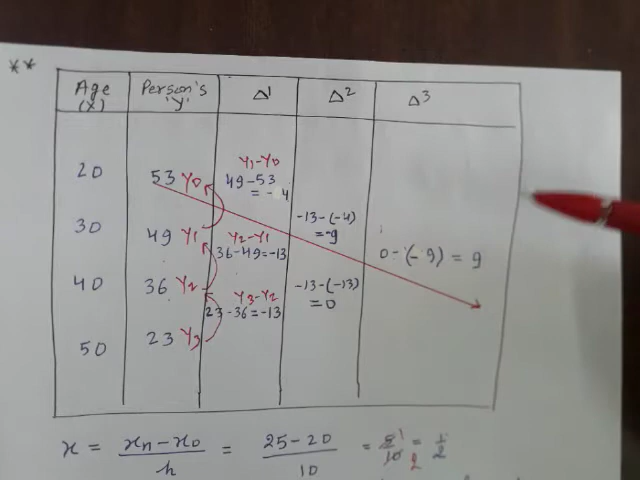 **
Age (X) Person's 'Y' Δ¹ Δ² Δ³
20 53 Y₀ Y₁-Y₀
49-53
= -4
-13-(-4)
=-9
30 49 Y₁ Y₂-Y₁
36-49=-13
0-(-9) = 9
40 36 Y₂ -13-(-13)
=0
Y₃-Y₂
23-36=-13
50 23 Y₃
x = xn-x0/h = 25-20/10 = 5/10 = 1/2